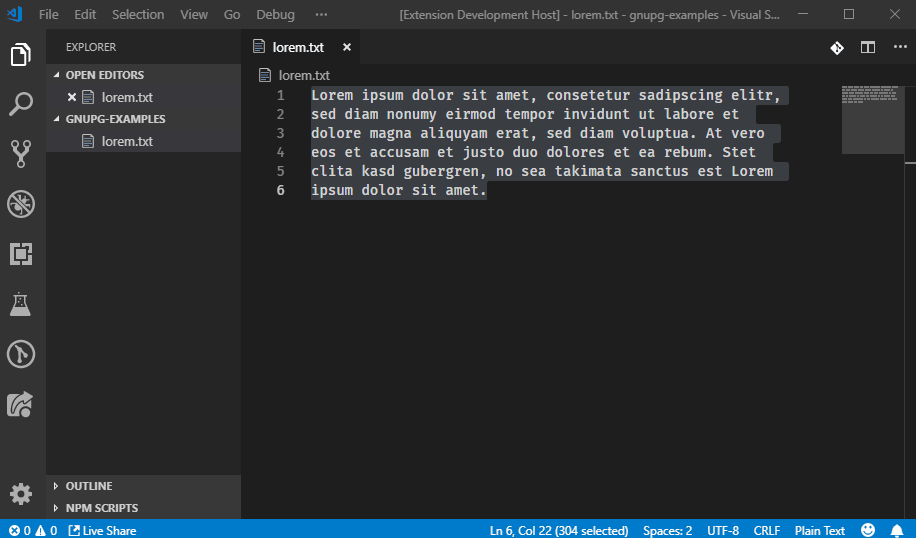 File Edit Selection View Go Debug ··· [Extension Development Host] - lorem.txt - gnupg-examples - Visual S...
EXPLORER
OPEN EDITORS
lorem.txt
GNUPG-EXAMPLES
lorem.txt
OUTLINE
NPM SCRIPTS
lorem.txt
lorem.txt
1 Lorem ipsum dolor sit amet, consetetur sadipscing elitr,
2 sed diam nonumy eirmod tempor invidunt ut labore et
3 dolore magna aliquyam erat, sed diam voluptua. At vero
4 eos et accusam et justo duo dolores et ea rebum. Stet
5 clita kasd gubergren, no sea takimata sanctus est Lorem
6 ipsum dolor sit amet.
0 0 Live Share Ln 6, Col 22 (304 selected) Spaces: 2 UTF-8 CRLF Plain Text